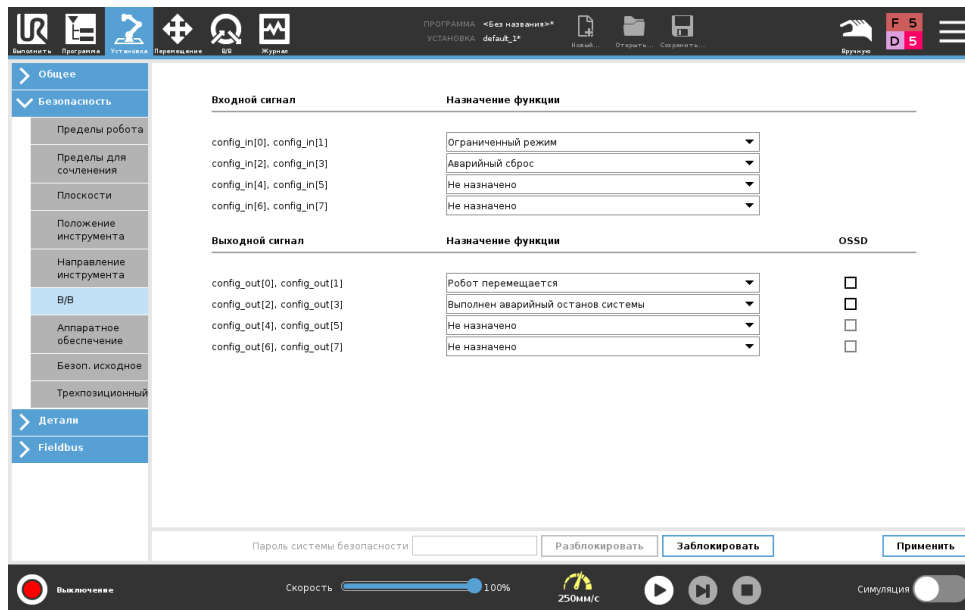 UR
Выполнить Программа Установка Перемещение В/В Журнал
ПРОГРАММА <Без названия>*
УСТАНОВКА default_1*
Новый... Открыть... Сохранить...
Вручную
F 5
D 5
Общее
Безопасность
Пределы робота
Пределы для
сочленения
Плоскости
Положение
инструмента
Направление
инструмента
В/В
Аппаратное
обеспечение
Безоп. исходное
Трехпозиционный
Детали
Fieldbus
Входной сигнал Назначение функции
config_in[0], config_in[1] Ограниченный режим
config_in[2], config_in[3] Аварийный сброс
config_in[4], config_in[5] Не назначено
config_in[6], config_in[7] Не назначено
Выходной сигнал Назначение функции OSSD
config_out[0], config_out[1] Робот перемещается
config_out[2], config_out[3] Выполнен аварийный останов системы
config_out[4], config_out[5] Не назначено
config_out[6], config_out[7] Не назначено
Пароль системы безопасности Разблокировать Заблокировать Применить
Выключение Скорость 100% 250мм/с Симуляция